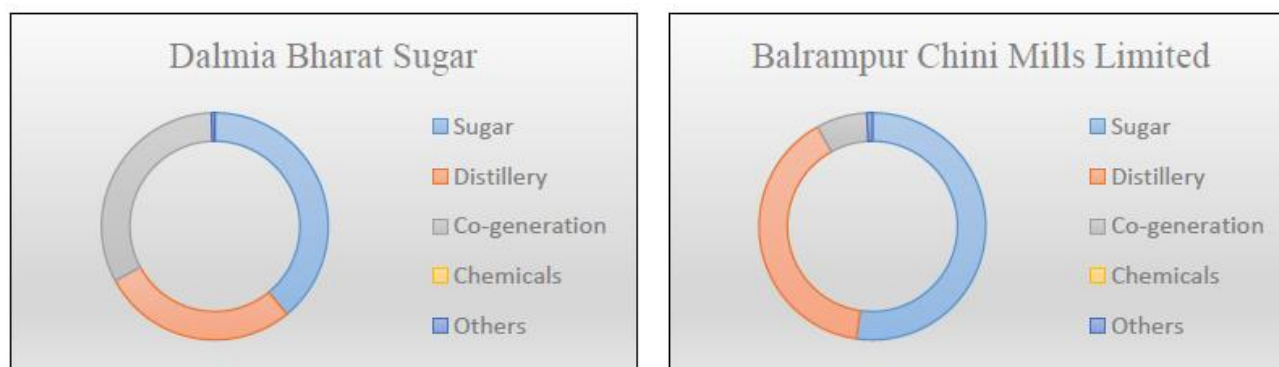 Dalmia Bharat Sugar
Sugar
Distillery
Co-generation
Chemicals
Others
Balrampur Chini Mills Limited
Sugar
Distillery
Co-generation
Chemicals
Others